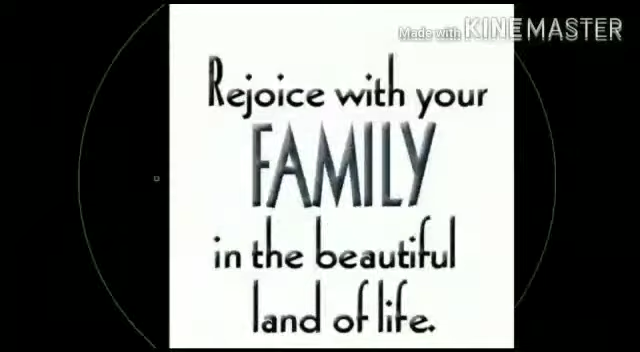 Made with KINEMASTER
Rejoice with your
FAMILY
in the beautiful
land of life.